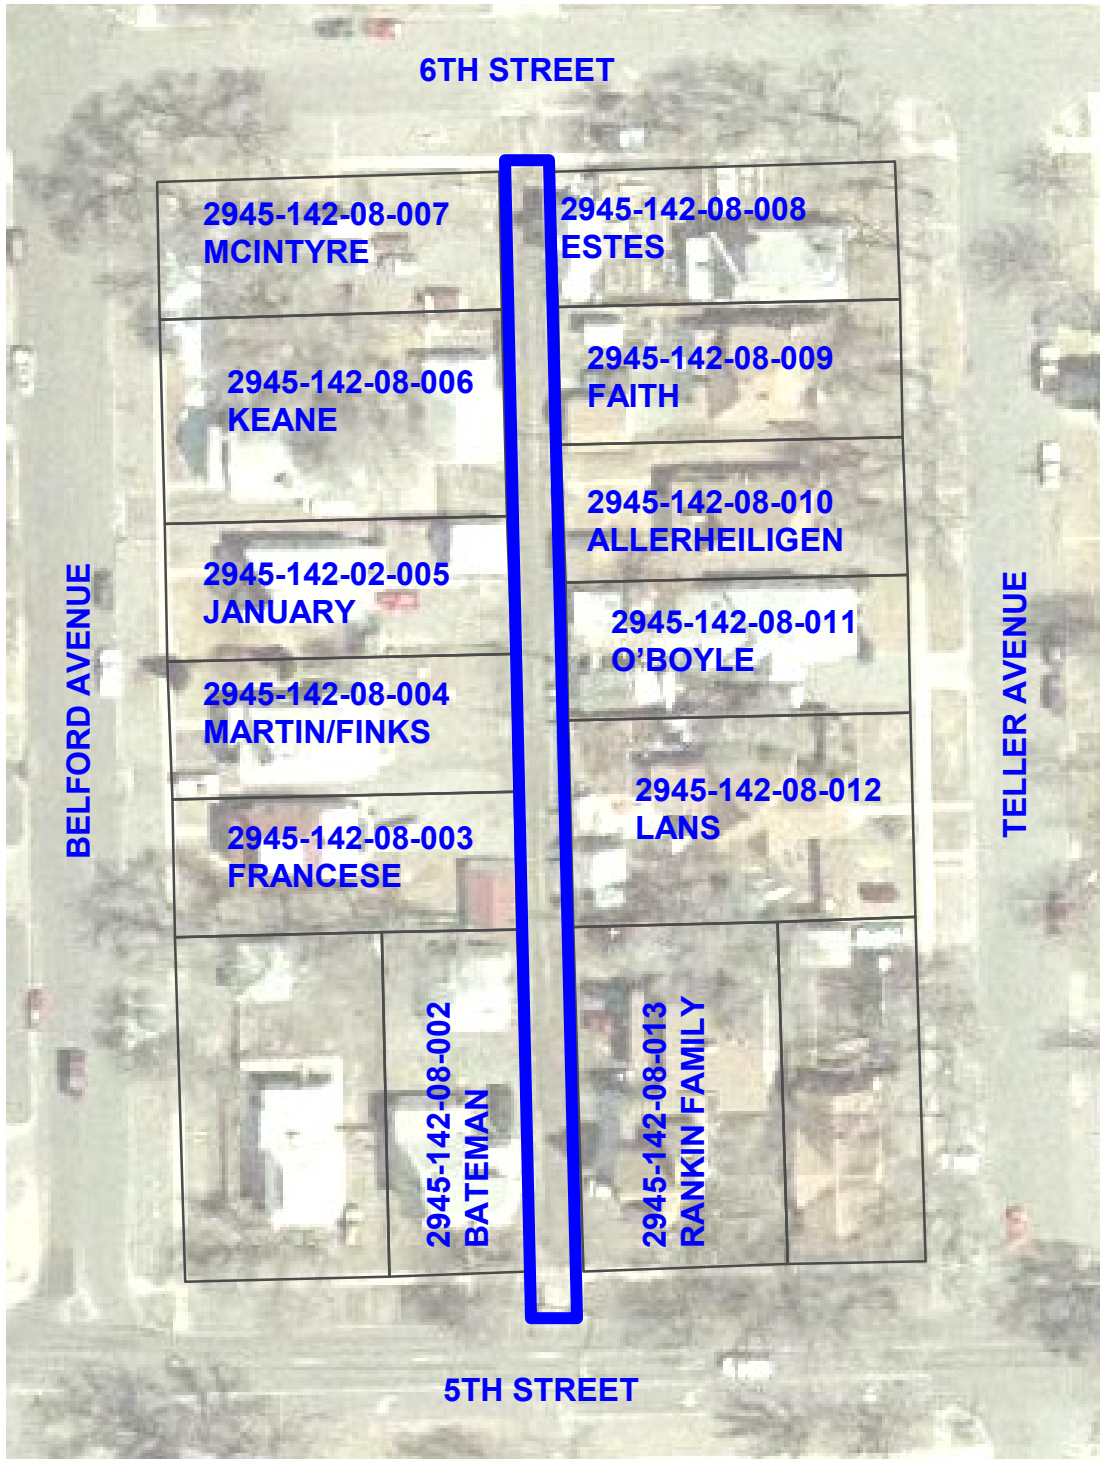 6TH STREET
2945-142-08-007
MCINTYRE
2945-142-08-008
ESTES
2945-142-08-006
KEANE
2945-142-08-009
FAITH
2945-142-08-010
ALLERHEILIGEN
2945-142-02-005
JANUARY
2945-142-08-011
O’BOYLE
2945-142-08-004
MARTIN/FINKS
2945-142-08-012
LANS
2945-142-08-003
FRANCESE
BELFORD AVENUE
TELLER AVENUE
2945-142-08-002
BATEMAN
2945-142-08-013
RANKIN FAMILY
5TH STREET